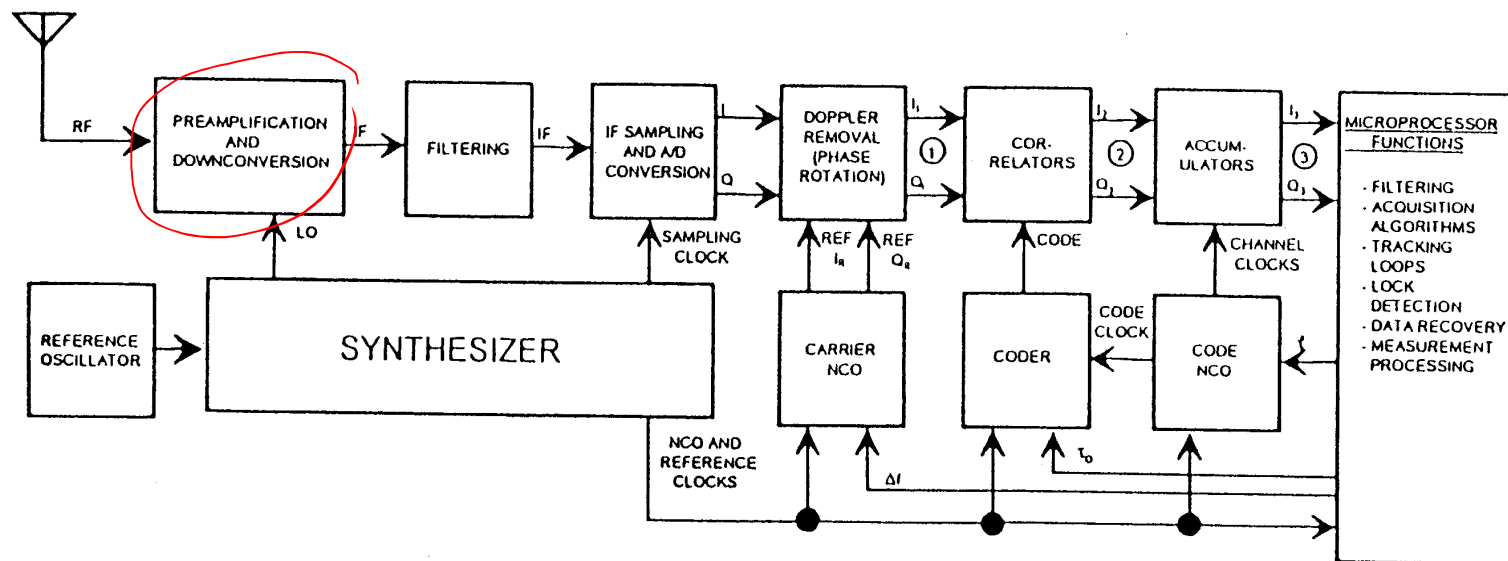 RF
PREAMPLIFICATION
AND
DOWNCONVERSION
IF
FILTERING
IF
IF SAMPLING
AND A/D
CONVERSION
I
Q
DOPPLER
REMOVAL
(PHASE
ROTATION)
I₁
1
Q₁
COR-
RELATORS
I₂
2
Q₂
ACCUM-
ULATORS
I₃
3
Q₃
MICROPROCESSOR
FUNCTIONS
· FILTERING
· ACQUISITION
ALGORITHMS
· TRACKING
LOOPS
· LOCK
DETECTION
· DATA RECOVERY
· MEASUREMENT
PROCESSING
LO
SAMPLING
CLOCK
REF
I_R
REF
Q_R
CODE
CHANNEL
CLOCKS
REFERENCE
OSCILLATOR
SYNTHESIZER
CARRIER
NCO
CODER
CODE
CLOCK
CODE
NCO
NCO AND
REFERENCE
CLOCKS
Δf
τ₀